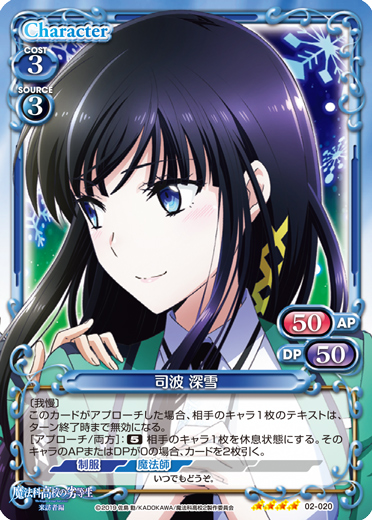 Character
COST
3
SOURCE
3
50 AP
DP 50
司波 深雪
[我慢]
このカードがアプローチした場合、相手のキャラ1枚のテキストは、
ターン終了時まで無効になる。
[アプローチ/両方]:5 相手のキャラ1枚を休息状態にする。その
キャラのAPまたはDPが0の場合、カードを2枚引く。
制服 魔法師
いつでもどうぞ。
魔法科高校の劣等生
来訪者編
©2019 佐島 勤/KADOKAWA/魔法科高校2製作委員会
02-020